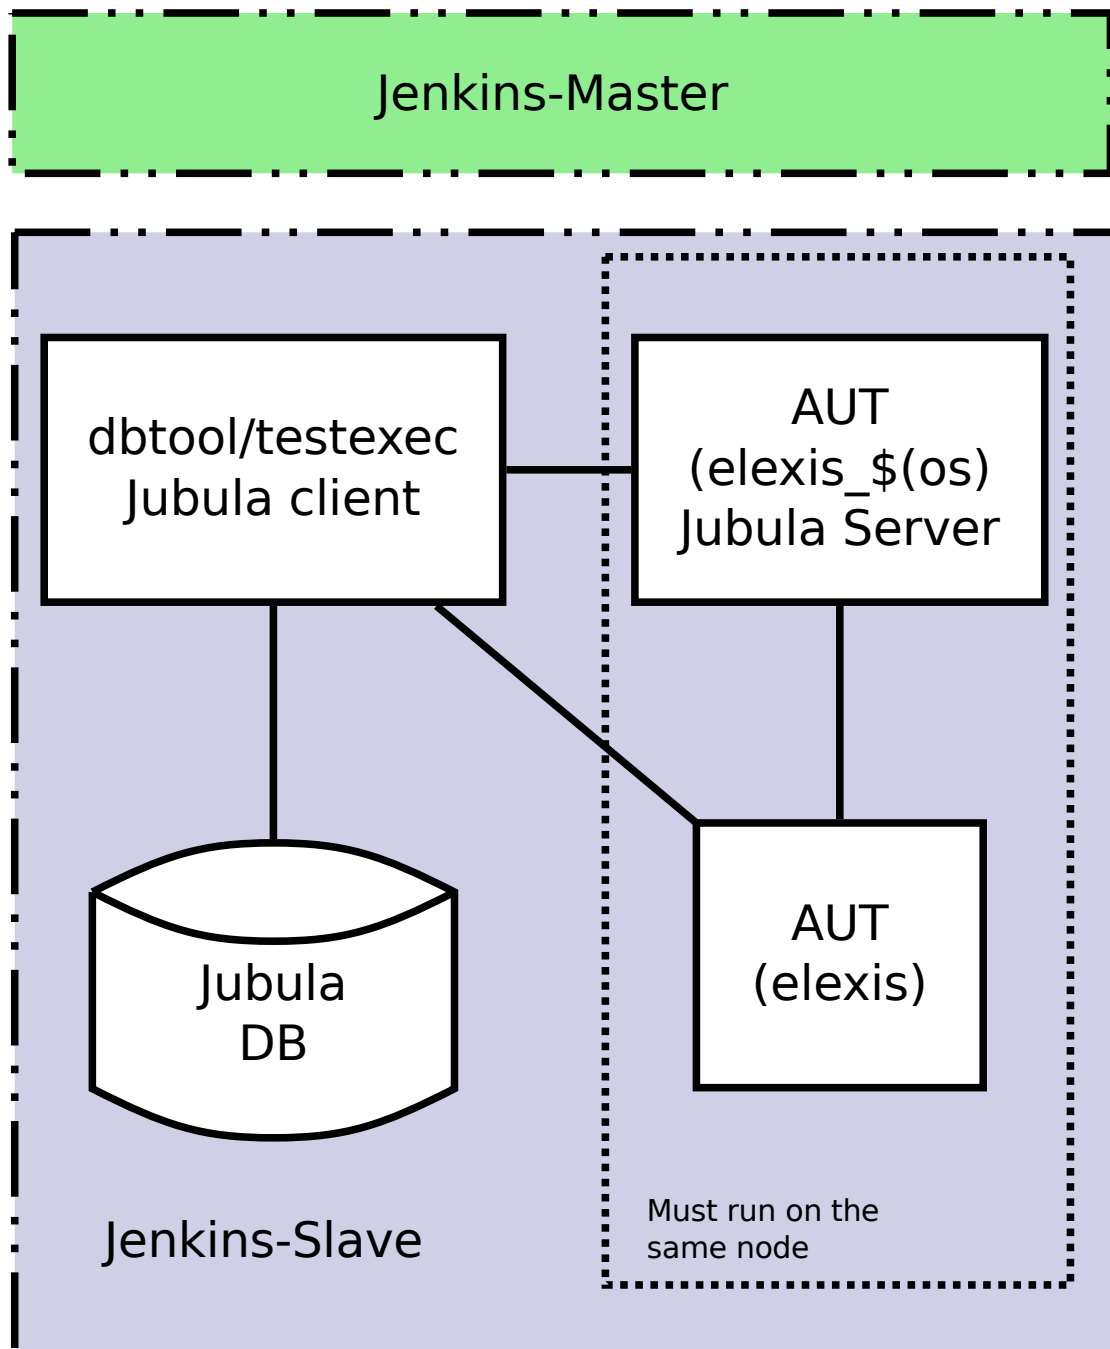 Jenkins-Master
dbtool/testexec
Jubula client
AUT
(elexis_$(os)
Jubula Server
Jubula
DB
AUT
(elexis)
Jenkins-Slave
Must run on the
same node